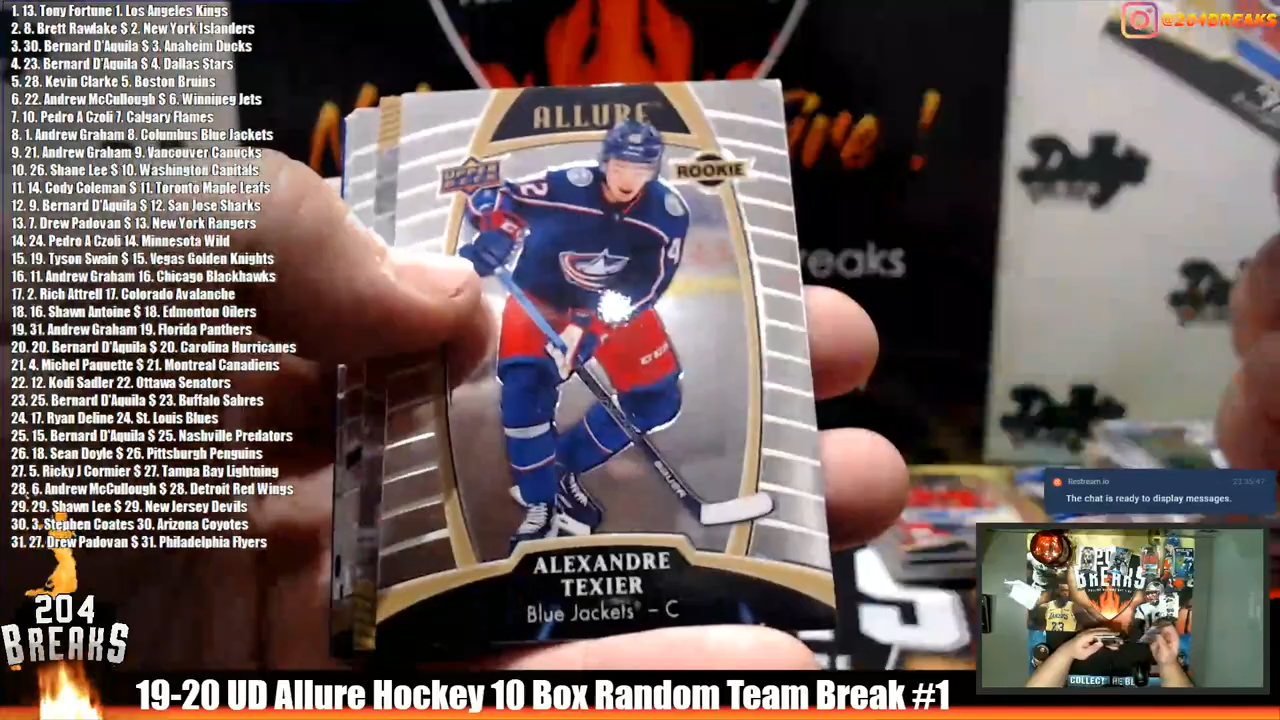 1. 13. Tony Fortune 1. Los Angeles Kings
2. 8. Brett Rawlake $ 2. New York Islanders
3. 30. Bernard D'Aquila $ 3. Anaheim Ducks
4. 23. Bernard D'Aquila $ 4. Dallas Stars
5. 28. Kevin Clarke 5. Boston Bruins
6. 22. Andrew McCullough $ 6. Winnipeg Jets
7. 10. Pedro A Czoli 7. Calgary Flames
8. 1. Andrew Graham 8. Columbus Blue Jackets
9. 21. Andrew Graham 9. Vancouver Canucks
10. 26. Shane Lee $ 10. Washington Capitals
11. 14. Cody Coleman $ 11. Toronto Maple Leafs
12. 9. Bernard D'Aquila $ 12. San Jose Sharks
13. 7. Drew Padovan $ 13. New York Rangers
14. 24. Pedro A Czoli 14. Minnesota Wild
15. 19. Tyson Swain $ 15. Vegas Golden Knights
16. 11. Andrew Graham 16. Chicago Blackhawks
17. 2. Rich Attrell 17. Colorado Avalanche
18. 16. Shawn Antoine $ 18. Edmonton Oilers
19. 31. Andrew Graham 19. Florida Panthers
20. 20. Bernard D'Aquila $ 20. Carolina Hurricanes
21. 4. Michel Paquette $ 21. Montreal Canadiens
22. 12. Kodi Sadler 22. Ottawa Senators
23. 25. Bernard D'Aquila $ 23. Buffalo Sabres
24. 17. Ryan Deline 24. St. Louis Blues
25. 15. Bernard D'Aquila $ 25. Nashville Predators
26. 18. Sean Doyle $ 26. Pittsburgh Penguins
27. 5. Ricky J Cormier $ 27. Tampa Bay Lightning
28. 6. Andrew McCullough $ 28. Detroit Red Wings
29. 29. Shawn Lee $ 29. New Jersey Devils
30. 3. Stephen Coates 30. Arizona Coyotes
31. 27. Drew Padovan $ 31. Philadelphia Flyers
@204BREAKS
ALLURE
UPPER DECK
ROOKIE
42
4
CCM
BAUER
ALEXANDRE
TEXIER
Blue Jackets - C
reaks
Restream.io 23:35:47
The chat is ready to display messages.
BREAKS
23
COLLECT
204
BREAKS
19-20 UD Allure Hockey 10 Box Random Team Break #1